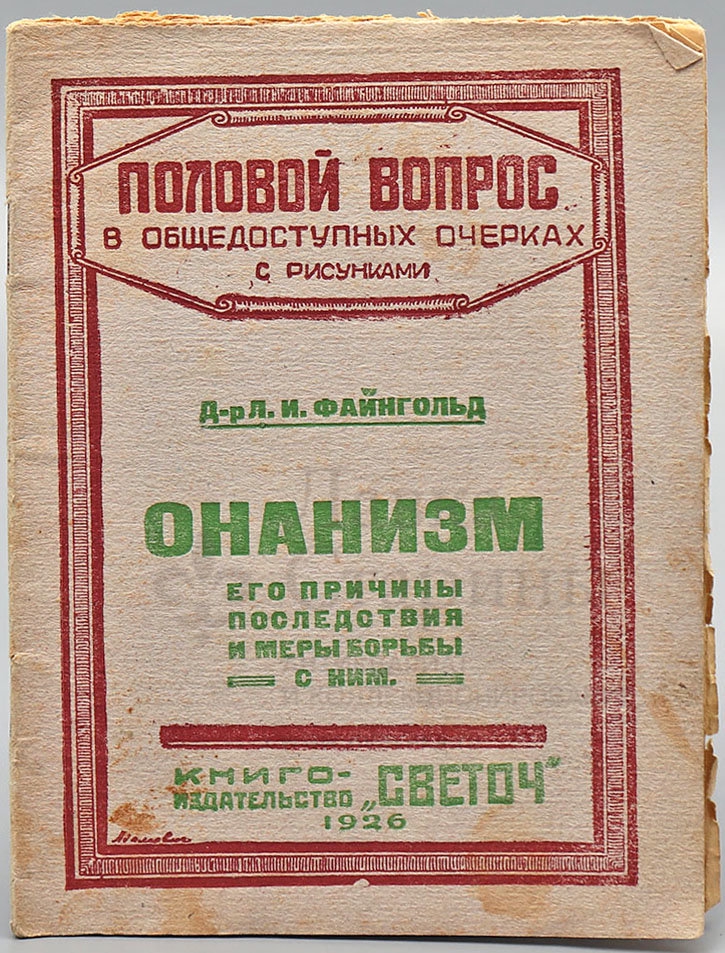 ПОЛОВОЙ ВОПРОС
В ОБЩЕДОСТУПНЫХ ОЧЕРКАХ
С РИСУНКАМИ
Д-р Л. И. ФАЙНГОЛЬД
ОНАНИЗМ
ЕГО ПРИЧИНЫ
ПОСЛЕДСТВИЯ
И МЕРЫ БОРЬБЫ
С НИМ.
КНИГО-
ИЗДАТЕЛЬСТВО „СВЕТОЧ“
1926